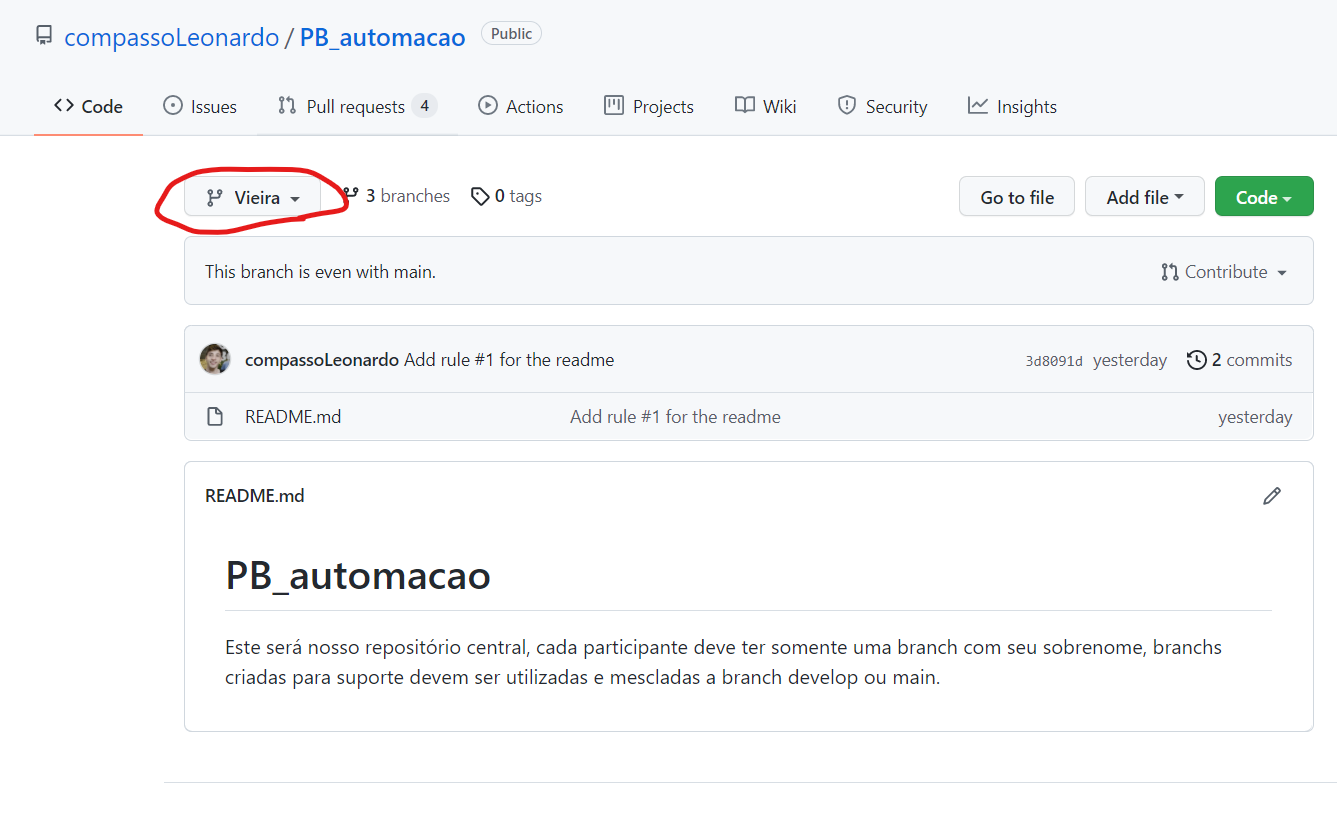 compassoLeonardo / PB_automacao Public
Code Issues Pull requests 4 Actions Projects Wiki Security Insights
Vieira 3 branches 0 tags Go to file Add file Code
This branch is even with main. Contribute
compassoLeonardo Add rule #1 for the readme 3d8091d yesterday 2 commits
README.md Add rule #1 for the readme yesterday
README.md
PB_automacao
Este será nosso repositório central, cada participante deve ter somente uma branch com seu sobrenome, branchs
criadas para suporte devem ser utilizadas e mescladas a branch develop ou main.